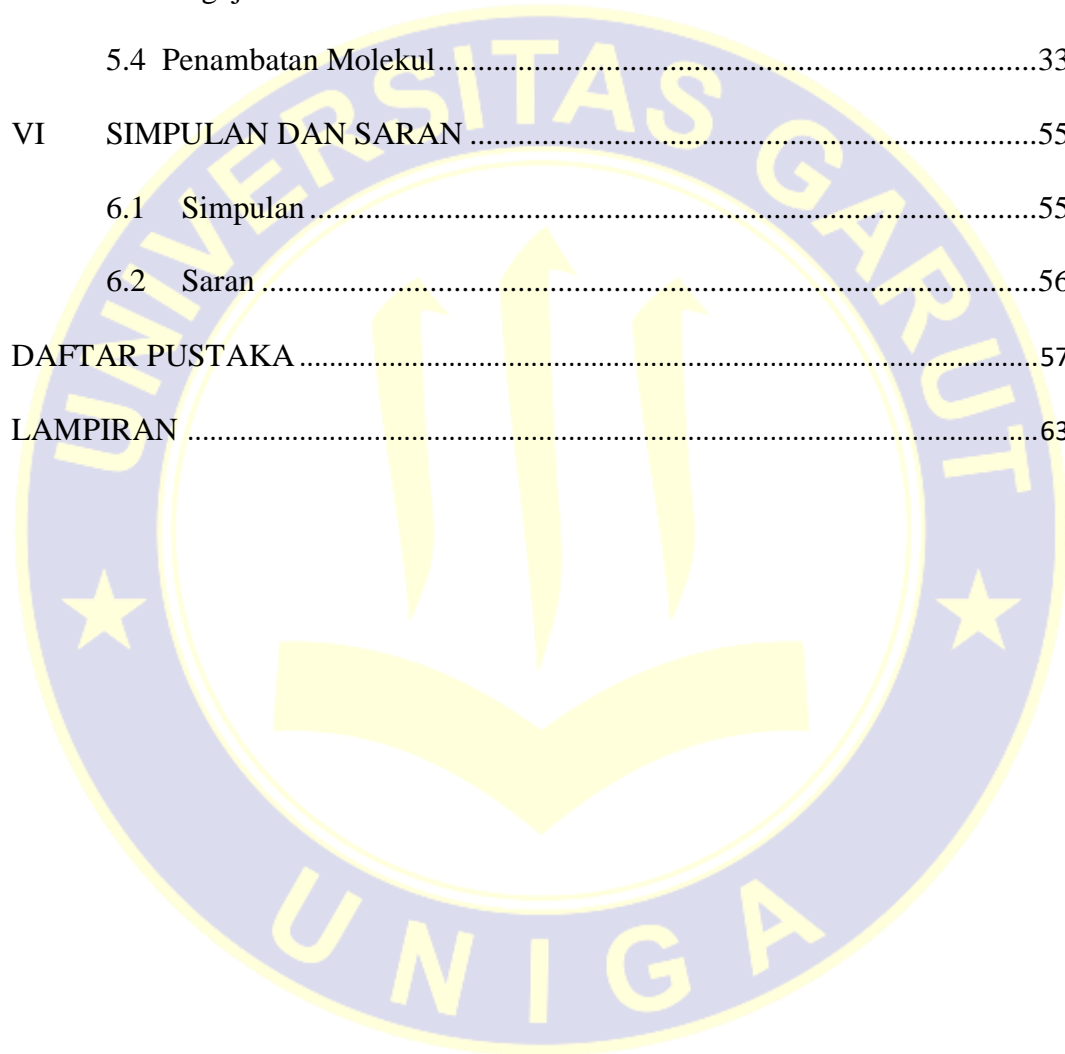 5.4 Penambatan Molekul....................................................................................33
VI SIMPULAN DAN SARAN ................................................................................55
6.1 Simpulan....................................................................................................55
6.2 Saran ..........................................................................................................56
DAFTAR PUSTAKA .............................................................................................57
LAMPIRAN ............................................................................................................63
UNIVERSITAS GARUT
UNIGA